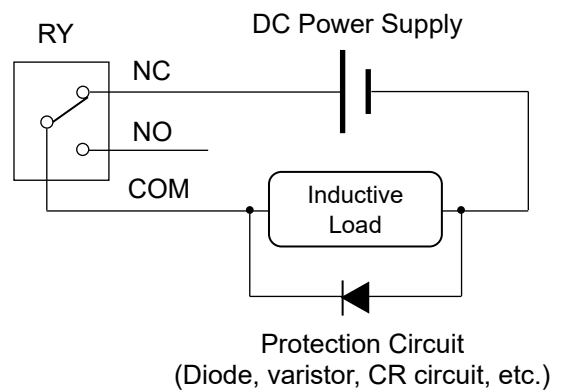 DC Power Supply
RY
NC
NO
COM
Inductive
Load
Protection Circuit
(Diode, varistor, CR circuit, etc.)